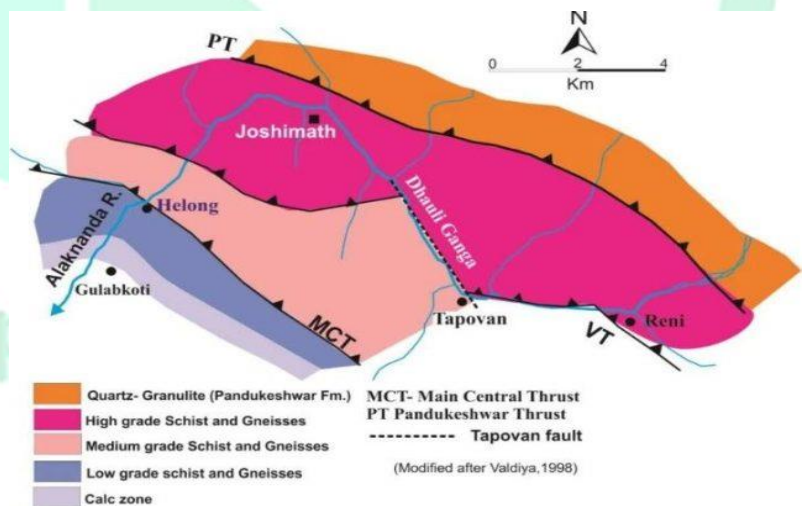 N
PT
0 2 4
Km
Joshimath
Helong
Dhauli Ganga
Alaknanda R.
Gulabkoti
Tapovan
Reni
MCT
VT
Quartz- Granulite (Pandukeshwar Fm.)
High grade Schist and Gneisses
Medium grade Schist and Gneisses
Low grade schist and Gneisses
Calc zone
MCT- Main Central Thrust
PT Pandukeshwar Thrust
Tapovan fault
(Modified after Valdiya,1998)